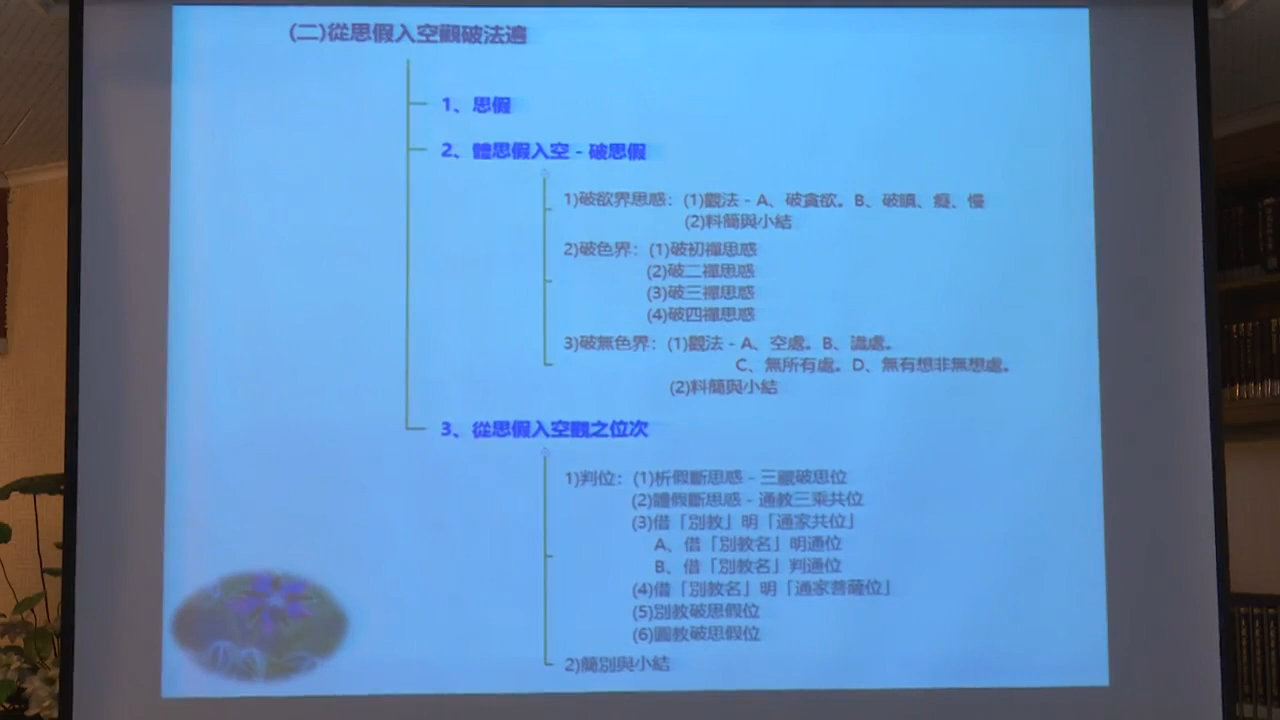 (二)從思假入空觀破法遍
1、思假
2、體思假入空 - 破思假
1)破欲界思惑：(1)觀法 - A、破貪欲。B、破瞋、癡、慢
(2)料簡與小結
2)破色界：(1)破初禪思惑
(2)破二禪思惑
(3)破三禪思惑
(4)破四禪思惑
3)破無色界：(1)觀法 - A、空處。B、識處。
C、無所有處。D、無有想非無想處。
(2)料簡與小結
3、從思假入空觀之位次
1)判位：(1)析假斷思惑 - 三藏破思位
(2)體假斷思惑 - 通教三乘共位
(3)借「別教」明「通家共位」
A、借「別教名」明通位
B、借「別教名」判通位
(4)借「別教名」明「通家菩薩位」
(5)別教破思假位
(6)圓教破思假位
2)簡別與小結